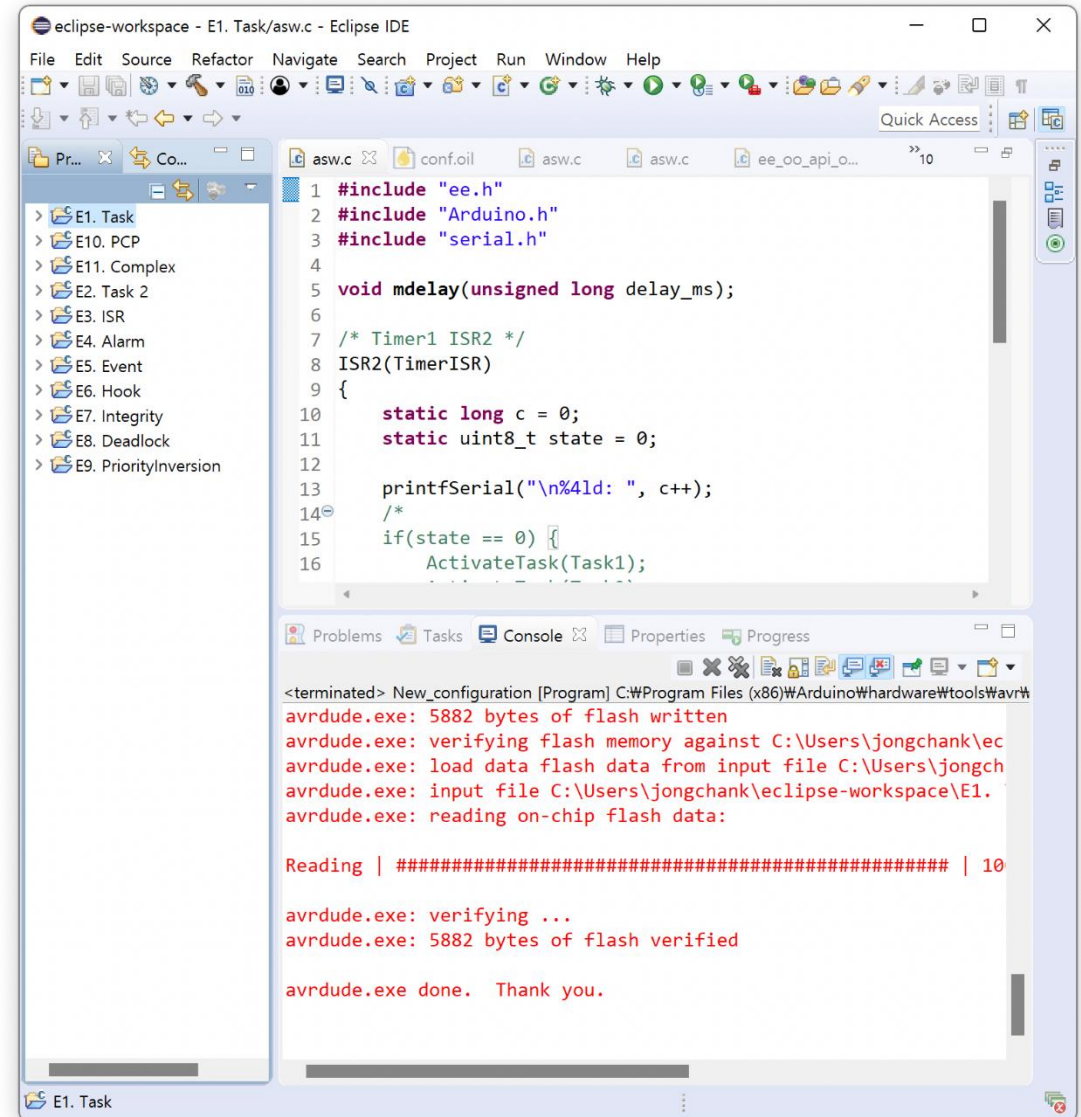 eclipse-workspace - E1. Task/asw.c - Eclipse IDE
File Edit Source Refactor Navigate Search Project Run Window Help
Quick Access
Pr... Co...
asw.c conf.oil asw.c asw.c ee_oo_api_o... »10
E1. Task
E10. PCP
E11. Complex
E2. Task 2
E3. ISR
E4. Alarm
E5. Event
E6. Hook
E7. Integrity
E8. Deadlock
E9. PriorityInversion
1 #include "ee.h"
2 #include "Arduino.h"
3 #include "serial.h"
4
5 void mdelay(unsigned long delay_ms);
6
7 /* Timer1 ISR2 */
8 ISR2(TimerISR)
9 {
10 static long c = 0;
11 static uint8_t state = 0;
12
13 printfSerial("\n%4ld: ", c++);
14 /*
15 if(state == 0) {
16 ActivateTask(Task1);
Problems Tasks Console Properties Progress
<terminated> New_configuration [Program] C:₩Program Files (x86)₩Arduino₩hardware₩tools₩avr₩
avrdude.exe: 5882 bytes of flash written
avrdude.exe: verifying flash memory against C:\Users\jongchank\ec
avrdude.exe: load data flash data from input file C:\Users\jongch
avrdude.exe: input file C:\Users\jongchank\eclipse-workspace\E1.
avrdude.exe: reading on-chip flash data:
Reading | ################################################## | 10
avrdude.exe: verifying ...
avrdude.exe: 5882 bytes of flash verified
avrdude.exe done.  Thank you.
E1. Task